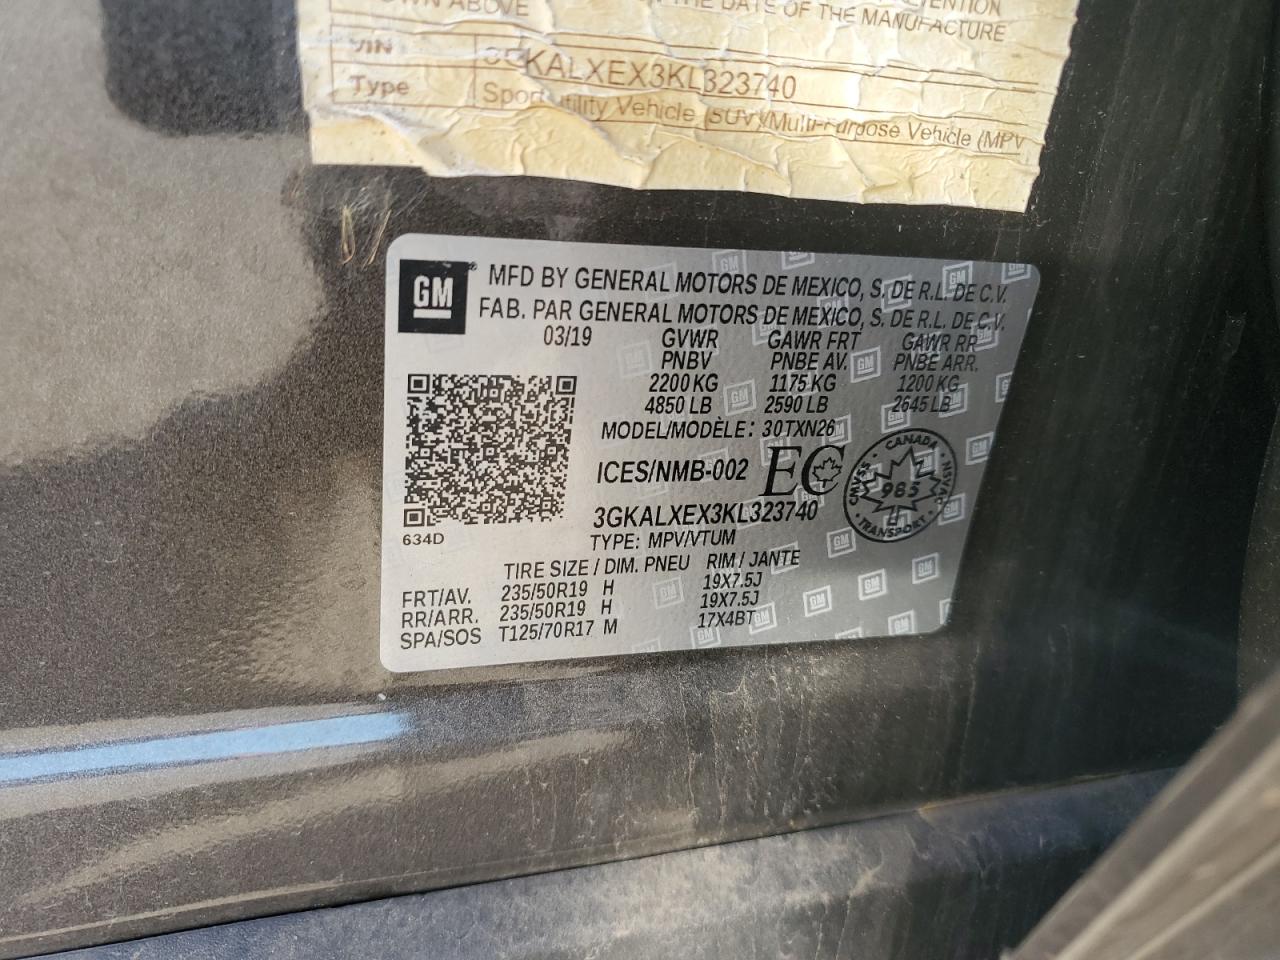 OWN ABOVE
THE DATE OF THE MANUFACTURE
VIN 3GKALXEX3KL323740
Type Sport utility Vehicle (SUV)/Multi-Purpose Vehicle (MPV
GM
MFD BY GENERAL MOTORS DE MEXICO, S. DE R.L. DE C.V.
FAB. PAR GENERAL MOTORS DE MEXICO, S. DE R.L. DE C.V.
03/19 GVWR GAWR FRT GAWR RR
PNBV PNBE AV. PNBE ARR.
2200 KG 1175 KG 1200 KG
4850 LB 2590 LB 2645 LB
MODEL/MODÈLE: 30TXN26
ICES/NMB-002 EC
CANADA
CMVSS 985 NSVAC
TRANSPORT
3GKALXEX3KL323740
634D
TYPE: MPV/VTUM
TIRE SIZE / DIM. PNEU RIM / JANTE
FRT/AV. 235/50R19 H 19X7.5J
RR/ARR. 235/50R19 H 19X7.5J
SPA/SOS T125/70R17 M 17X4BT